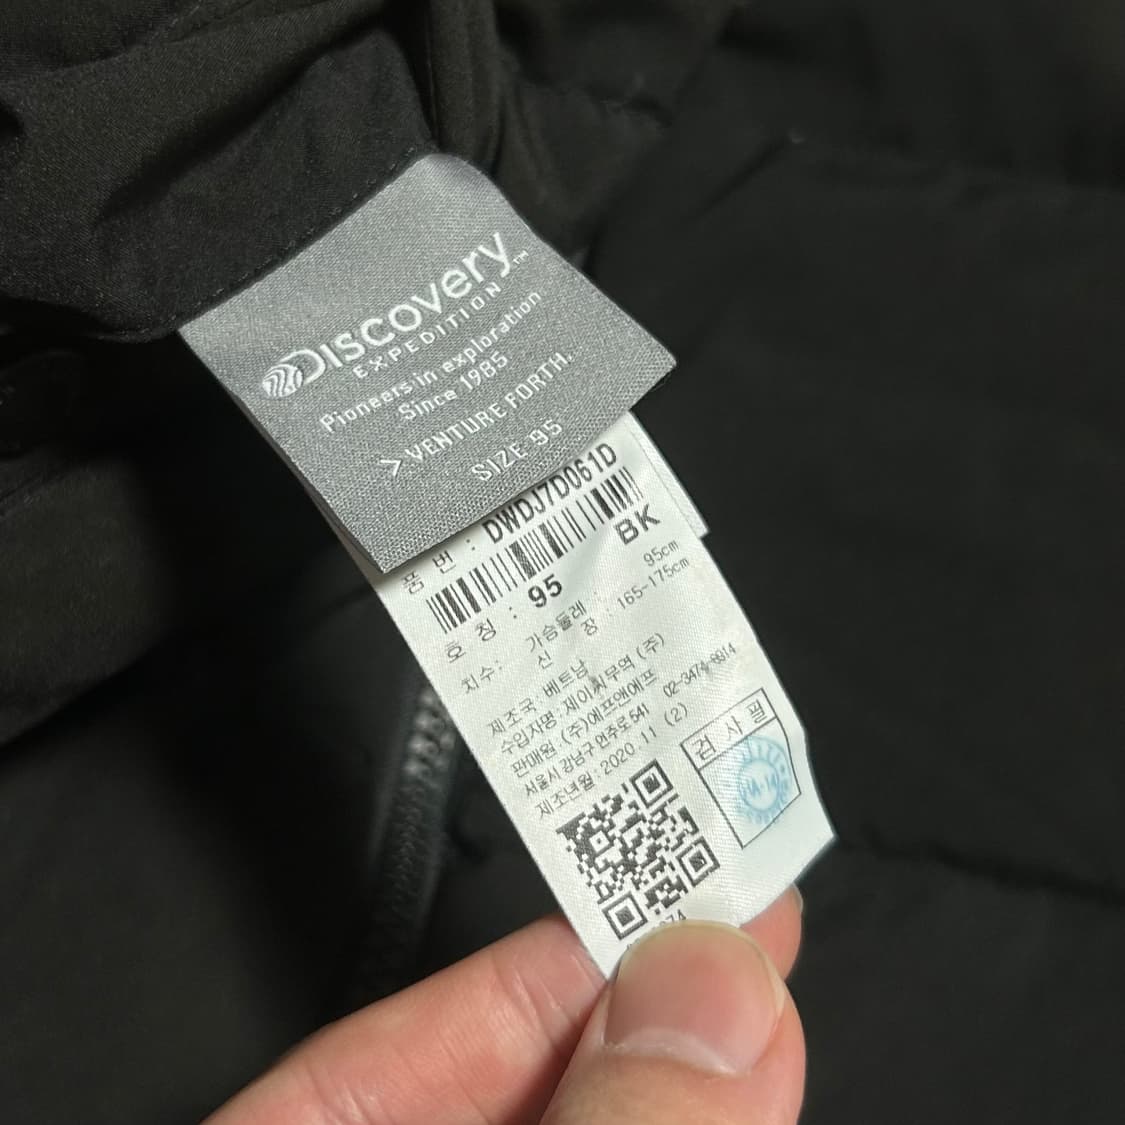 Discovery™
EXPEDITION
Pioneers in exploration
Since 1985
> VENTURE FORTH.
SIZE 95
품 번 : DWDJ7D061D
BK
호 칭 : 95
치수: 가슴둘레 : 95cm
신 장 : 165-175cm
제조국: 베트남
수입자명: 제이씨무역 (주)
판매원 (주)에프앤에프 02-3474-8914
서울시 강남구 언주로 541 (2)
제조년월: 2020.11
검 사 필